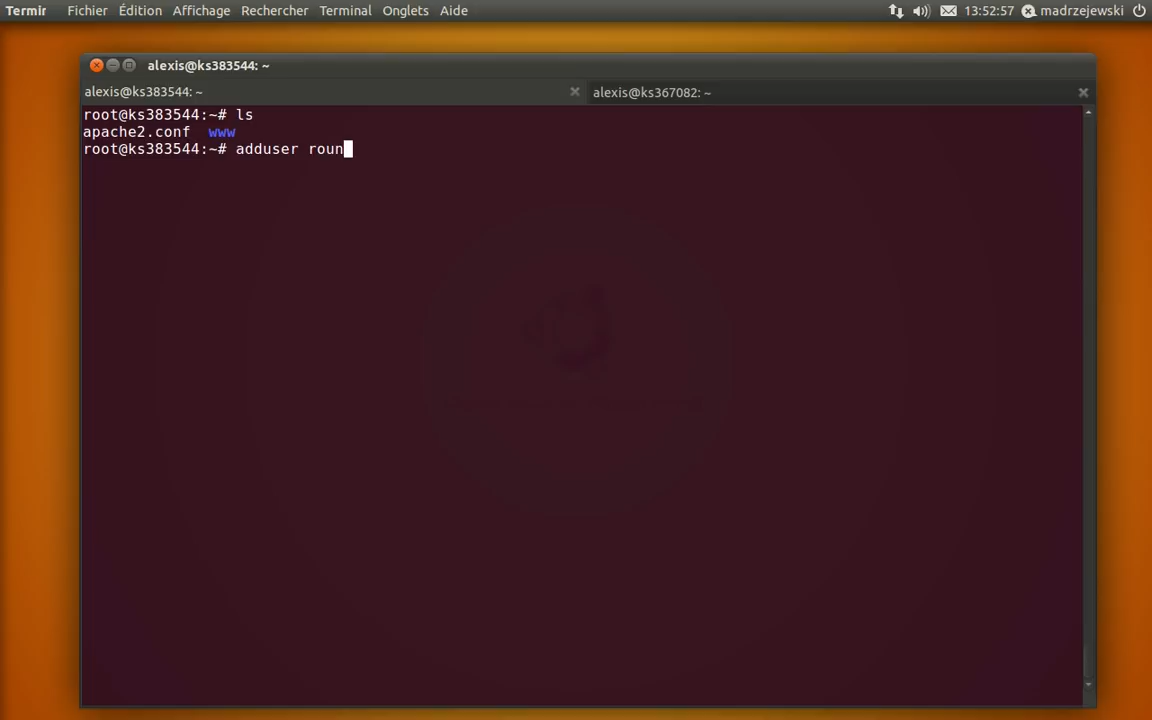 Termir Fichier Édition Affichage Rechercher Terminal Onglets Aide 13:52:57 madrzejewski
alexis@ks383544: ~
alexis@ks383544: ~ alexis@ks367082: ~
root@ks383544:~# ls
apache2.conf www
root@ks383544:~# adduser roun